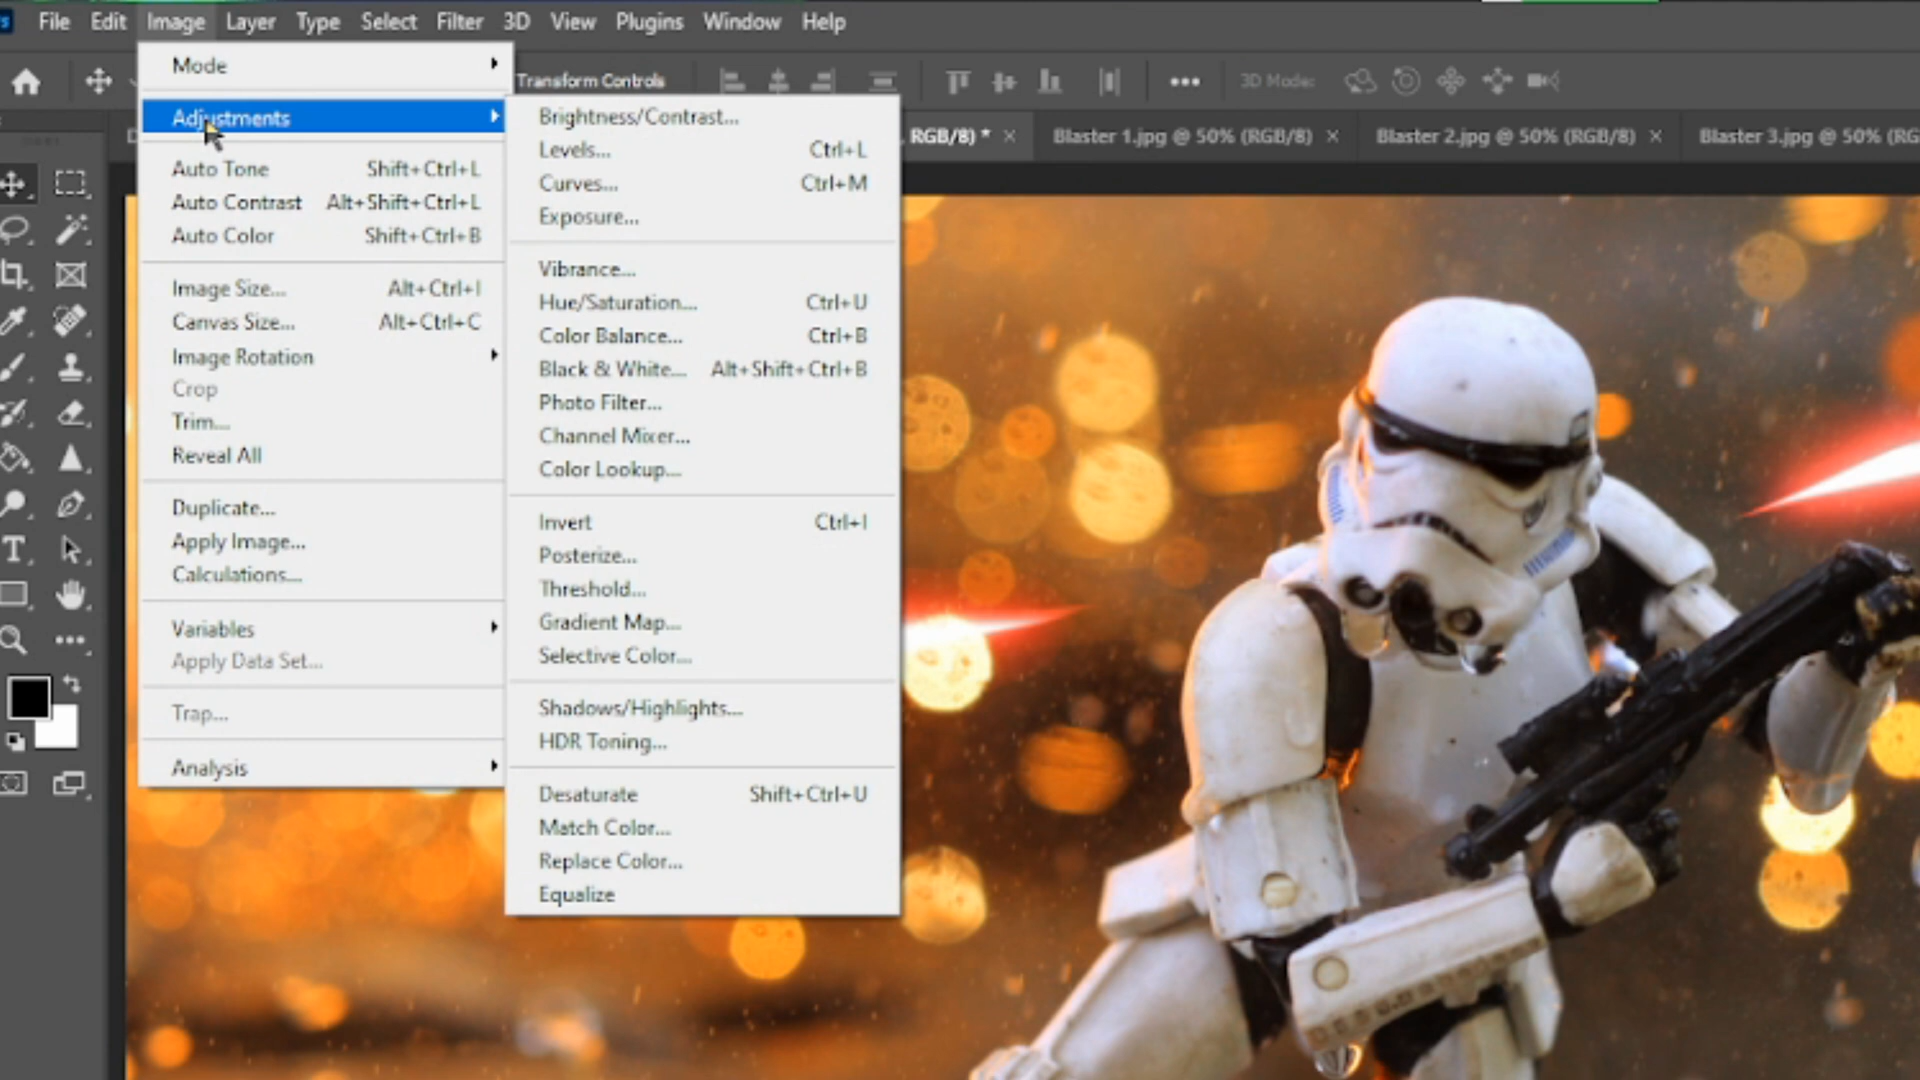 File Edit Image Layer Type Select Filter 3D View Plugins Window Help
Transform Controls 3D Mode:
RGB/8) * Blaster 1.jpg @ 50% (RGB/8) Blaster 2.jpg @ 50% (RGB/8) Blaster 3.jpg @ 50% (RG
Mode
Adjustments
Auto Tone Shift+Ctrl+L
Auto Contrast Alt+Shift+Ctrl+L
Auto Color Shift+Ctrl+B
Image Size... Alt+Ctrl+I
Canvas Size... Alt+Ctrl+C
Image Rotation
Crop
Trim...
Reveal All
Duplicate...
Apply Image...
Calculations...
Variables
Apply Data Set...
Trap...
Analysis
Brightness/Contrast...
Levels... Ctrl+L
Curves... Ctrl+M
Exposure...
Vibrance...
Hue/Saturation... Ctrl+U
Color Balance... Ctrl+B
Black & White... Alt+Shift+Ctrl+B
Photo Filter...
Channel Mixer...
Color Lookup...
Invert Ctrl+I
Posterize...
Threshold...
Gradient Map...
Selective Color...
Shadows/Highlights...
HDR Toning...
Desaturate Shift+Ctrl+U
Match Color...
Replace Color...
Equalize